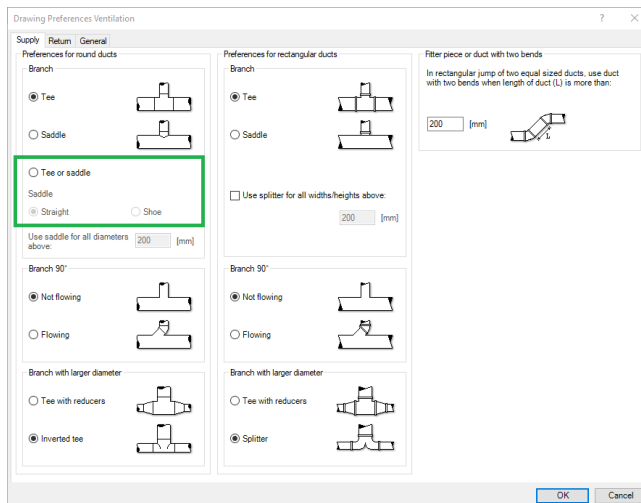 Drawing Preferences Ventilation
? ×
Supply Return General
Preferences for round ducts
Branch
Tee
Saddle
Tee or saddle
Saddle
Straight Shoe
Use saddle for all diameters
above:
200 [mm]
Branch 90°
Not flowing
Flowing
Branch with larger diameter
Tee with reducers
Inverted tee
Preferences for rectangular ducts
Branch
Tee
Saddle
Use splitter for all widths/heights above:
200 [mm]
Branch 90°
Not flowing
Flowing
Branch with larger diameter
Tee with reducers
Splitter
Fitter piece or duct with two bends
In rectangular jump of two equal sized ducts, use duct
with two bends when length of duct (L) is more than:
200 [mm]
L
OK Cancel